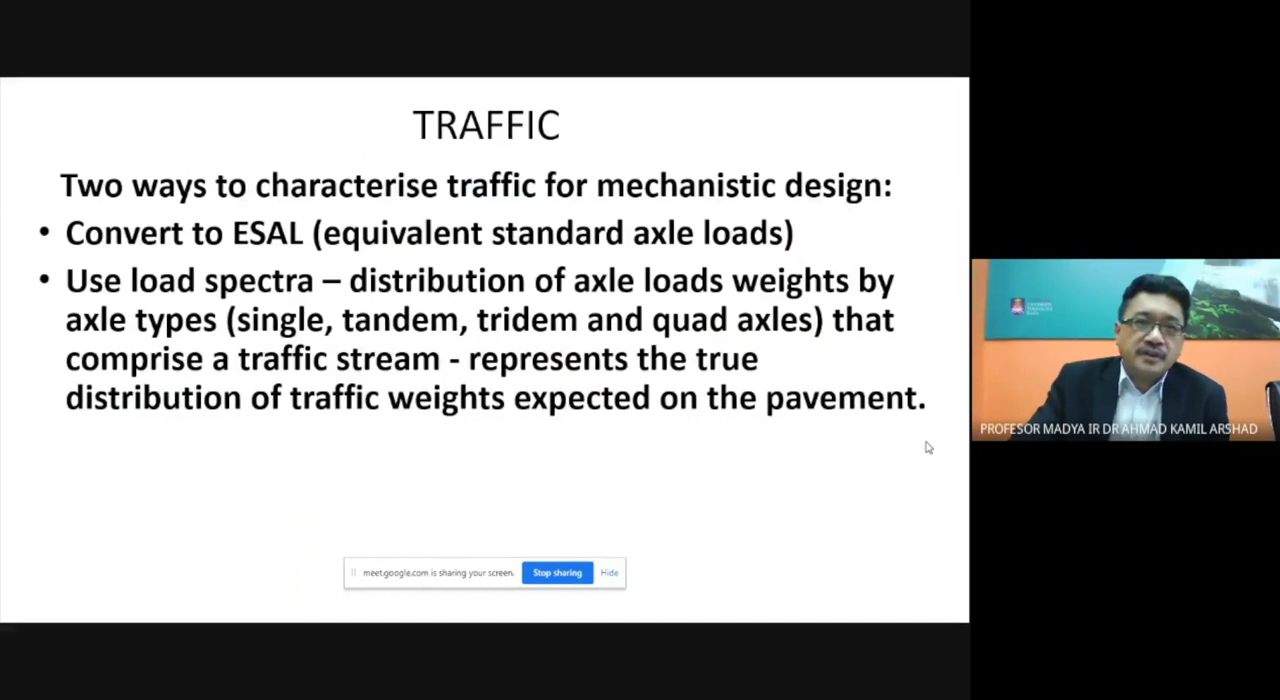 TRAFFIC
Two ways to characterise traffic for mechanistic design:
• Convert to ESAL (equivalent standard axle loads)
• Use load spectra – distribution of axle loads weights by
axle types (single, tandem, tridem and quad axles) that
comprise a traffic stream - represents the true
distribution of traffic weights expected on the pavement.
PROFESOR MADYA IR DR AHMAD KAMIL ARSHAD
meet.google.com is sharing your screen. Stop sharing Hide